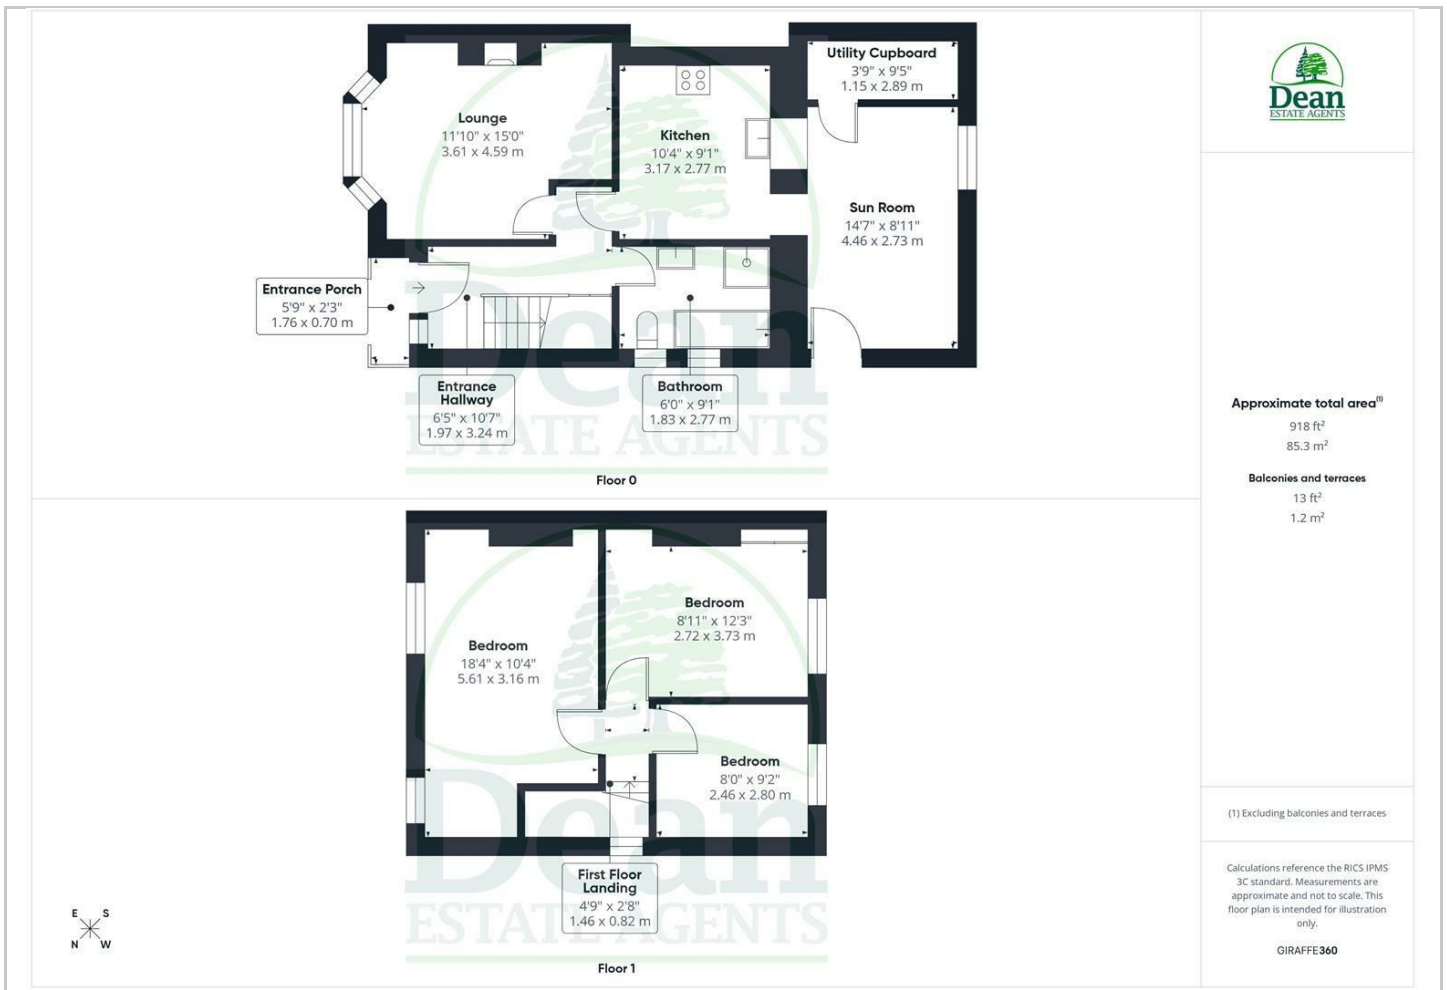 Utility Cupboard
3'9" x 9'5"
1.15 x 2.89 m
Lounge
11'10" x 15'0"
3.61 x 4.59 m
Kitchen
10'4" x 9'1"
3.17 x 2.77 m
Sun Room
14'7" x 8'11"
4.46 x 2.73 m
Entrance Porch
5'9" x 2'3"
1.76 x 0.70 m
Entrance
Hallway
6'5" x 10'7"
1.97 x 3.24 m
Bathroom
6'0" x 9'1"
1.83 x 2.77 m
Dean
ESTATE AGENTS
Floor 0
Bedroom
18'4" x 10'4"
5.61 x 3.16 m
Bedroom
8'11" x 12'3"
2.72 x 3.73 m
Bedroom
8'0" x 9'2"
2.46 x 2.80 m
First Floor
Landing
4'9" x 2'8"
1.46 x 0.82 m
Dean
ESTATE AGENTS
Floor 1
E S
N W
Dean
ESTATE AGENTS
Approximate total area(1)
918 ft²
85.3 m²
Balconies and terraces
13 ft²
1.2 m²
(1) Excluding balconies and terraces
Calculations reference the RICS IPMS
3C standard. Measurements are
approximate and not to scale. This
floor plan is intended for illustration
only.
GIRAFFE360